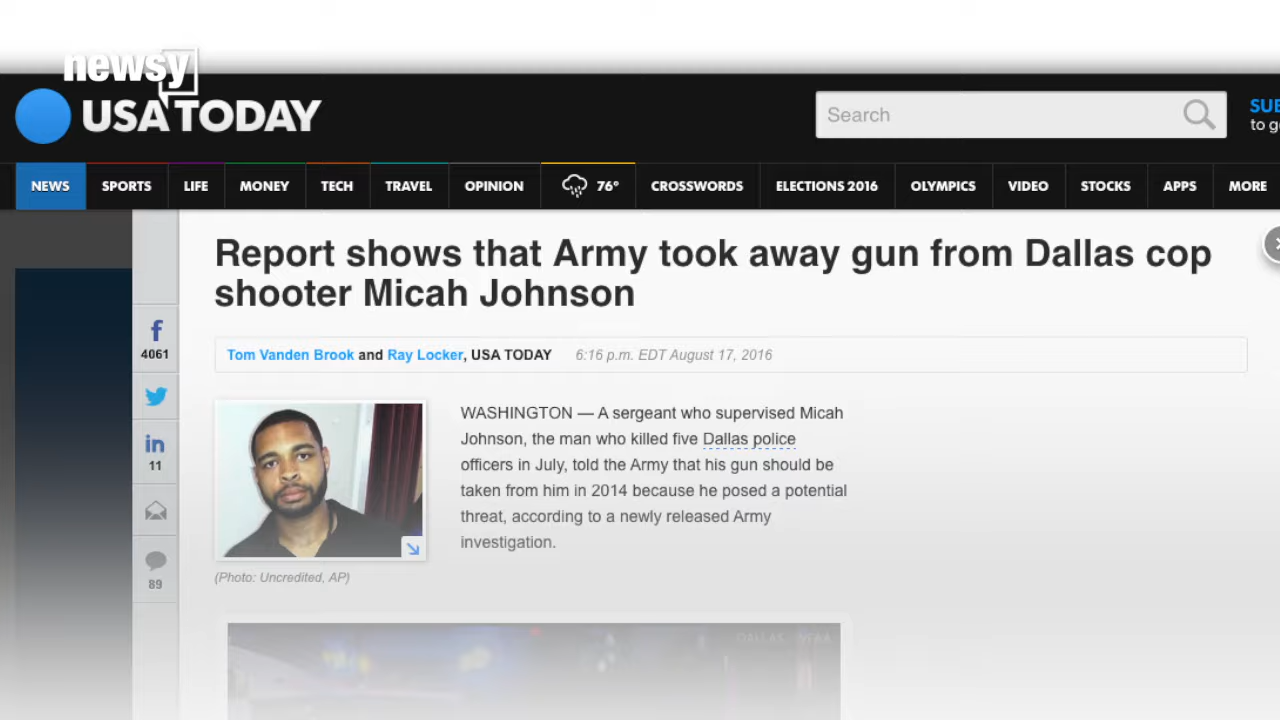 newsy
USA TODAY
Search
SUB
to g
NEWS SPORTS LIFE MONEY TECH TRAVEL OPINION 76° CROSSWORDS ELECTIONS 2016 OLYMPICS VIDEO STOCKS APPS MORE
Report shows that Army took away gun from Dallas cop
shooter Micah Johnson
4061
Tom Vanden Brook and Ray Locker, USA TODAY 6:16 p.m. EDT August 17, 2016
in
11
89
WASHINGTON — A sergeant who supervised Micah
Johnson, the man who killed five Dallas police
officers in July, told the Army that his gun should be
taken from him in 2014 because he posed a potential
threat, according to a newly released Army
investigation.
(Photo: Uncredited, AP)
DALLAS WFAA